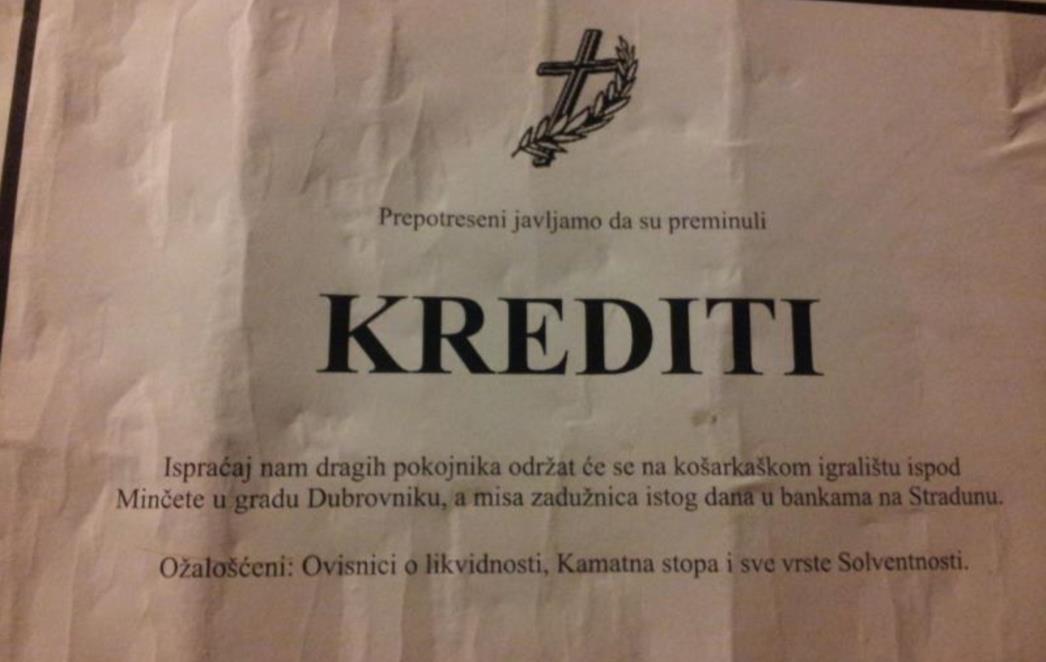 Prepotreseni javljamo da su preminuli
KREDITI
Ispraćaj nam dragih pokojnika održat će se na košarkaškom igralištu ispod
Minčete u gradu Dubrovniku, a misa zadužnica istog dana u bankama na Stradunu.
Ožalošćeni: Ovisnici o likvidnosti, Kamatna stopa i sve vrste Solventnosti.